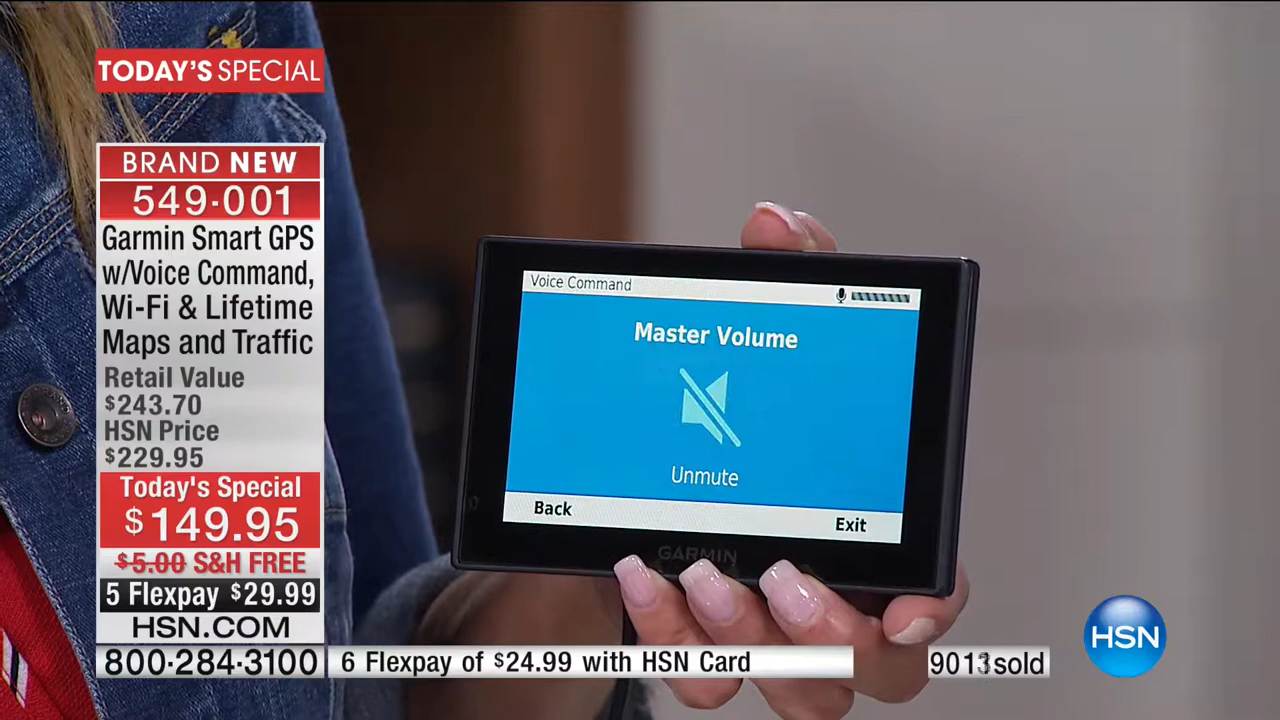 TODAY'S SPECIAL
BRAND NEW
549·001
Garmin Smart GPS
w/Voice Command,
Wi-Fi & Lifetime
Maps and Traffic
Retail Value
$243.70
HSN Price
$229.95
Today's Special
$149.95
$5.00 S&H FREE
5 Flexpay $29.99
HSN.COM
800·284·3100
6 Flexpay of $24.99 with HSN Card
sold
HSN
Voice Command
Master Volume
Unmute
Back
Exit
GARMIN